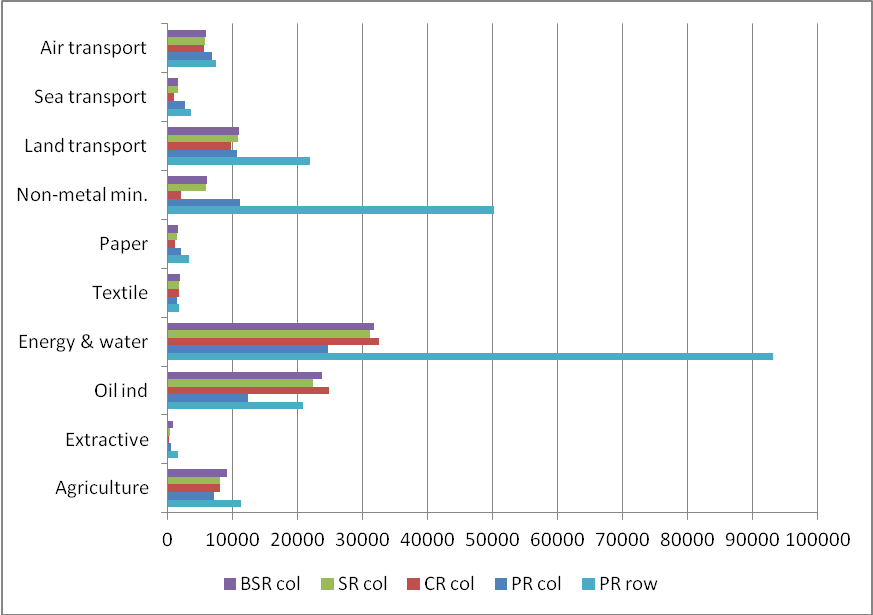 Air transport
Sea transport
Land transport
Non-metal min.
Paper
Textile
Energy & water
Oil ind
Extractive
Agriculture
0 10000 20000 30000 40000 50000 60000 70000 80000 90000 100000
BSR col SR col CR col PR col PR row